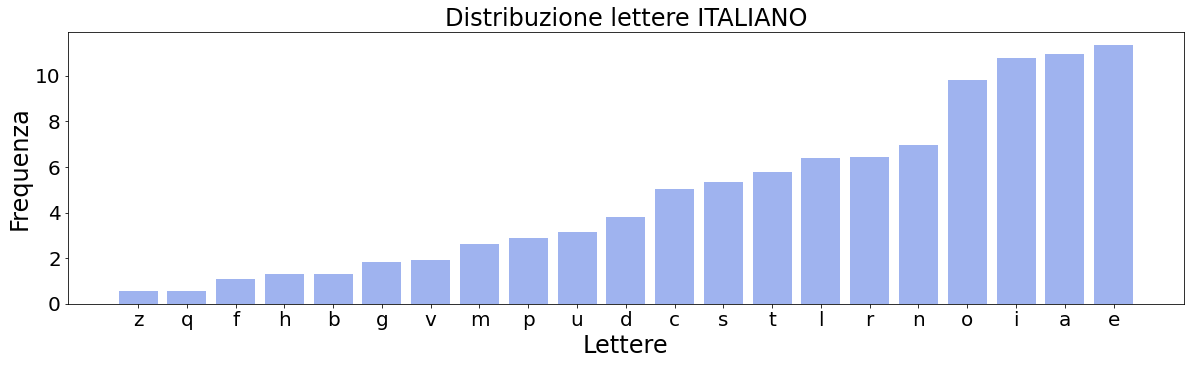 Distribuzione lettere ITALIANO
Frequenza
10
8
6
4
2
0
z q f h b g v m p u d c s t l r n o i a e
Lettere